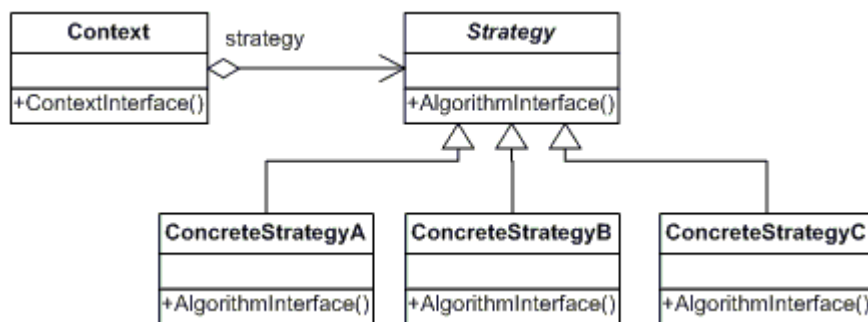 Context
strategy
Strategy
+ContextInterface()
+AlgorithmInterface()
ConcreteStrategyA
ConcreteStrategyB
ConcreteStrategyC
+AlgorithmInterface()
+AlgorithmInterface()
+AlgorithmInterface()